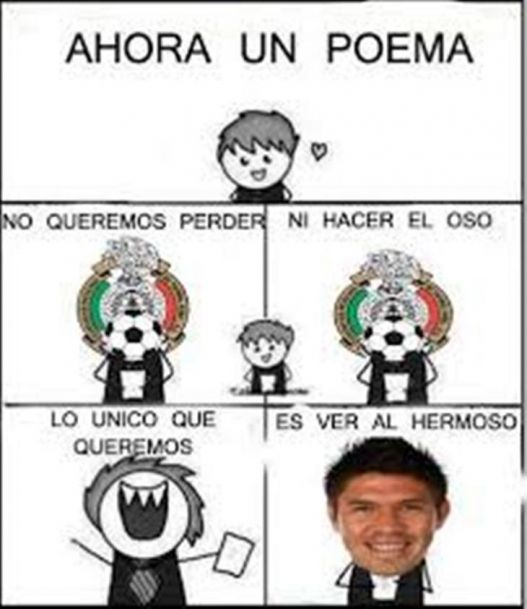 AHORA UN POEMA
NO QUEREMOS PERDER
NI HACER EL OSO
LO UNICO QUE
QUEREMOS
ES VER AL HERMOSO